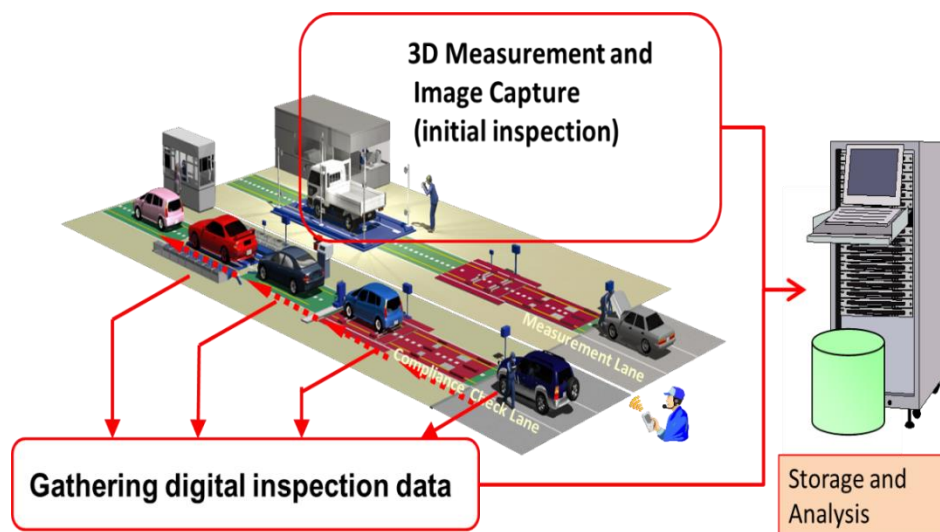 3D Measurement and
Image Capture
(initial inspection)
Measurement Lane
Compliance Check Lane
Gathering digital inspection data
Storage and
Analysis